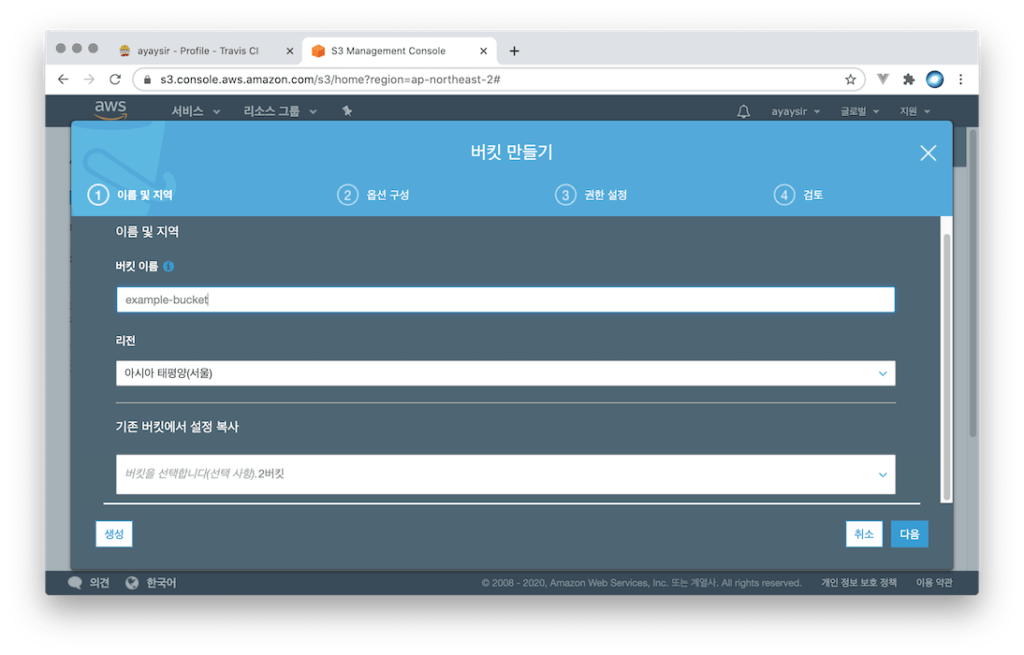 ayaysir - Profile - Travis CI
S3 Management Console
s3.console.aws.amazon.com/s3/home?region=ap-northeast-2#
aws 서비스 리소스 그룹 ayaysir 글로벌 지원
버킷 만들기
1 이름 및 지역 2 옵션 구성 3 권한 설정 4 검토
이름 및 지역
버킷 이름
example-bucket
리전
아시아 태평양(서울)
기존 버킷에서 설정 복사
버킷을 선택합니다(선택 사항).2버킷
생성 취소 다음
의견 한국어 © 2008 - 2020, Amazon Web Services, Inc. 또는 계열사. All rights reserved. 개인 정보 보호 정책 이용 약관